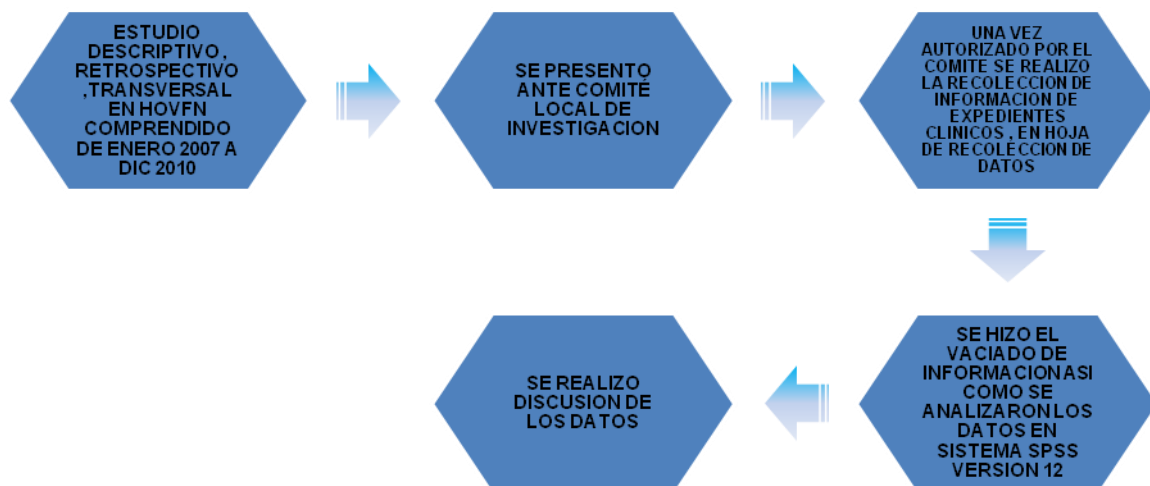 ESTUDIO
DESCRIPTIVO ,
RETROSPECTIVO
,TRANSVERSAL
EN HOVFN
COMPRENDIDO
DE ENERO 2007 A
DIC 2010
SE PRESENTO
ANTE COMITÉ
LOCAL DE
INVESTIGACION
UNA VEZ
AUTORIZADO POR EL
COMITE SE REALIZO
LA RECOLECCION DE
INFORMACION DE
EXPEDIENTES
CLINICOS , EN HOJA
DE RECOLECCION DE
DATOS
SE HIZO EL
VACIADO DE
INFORMACION ASI
COMO SE
ANALIZARON LOS
DATOS EN
SISTEMA SPSS
VERSION 12
SE REALIZO
DISCUSION DE
LOS DATOS